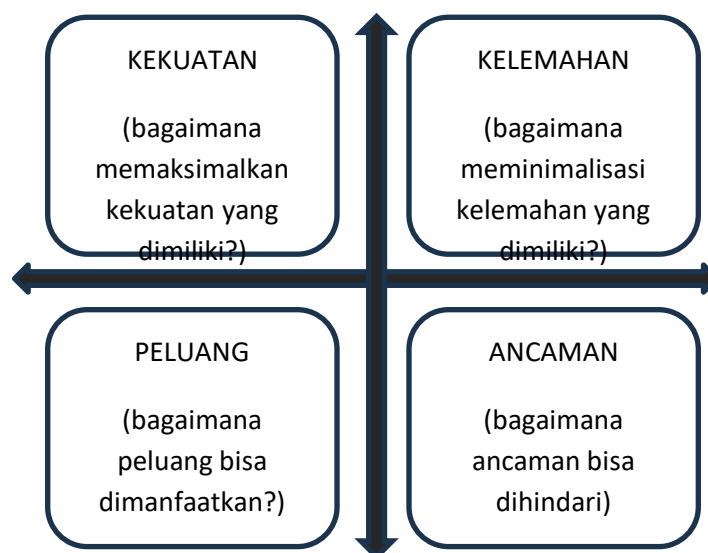 KEKUATAN
(bagaimana
memaksimalkan
kekuatan yang
dimiliki?)
KELEMAHAN
(bagaimana
meminimalisasi
kelemahan yang
dimiliki?)
PELUANG
(bagaimana
peluang bisa
dimanfaatkan?)
ANCAMAN
(bagaimana
ancaman bisa
dihindari)